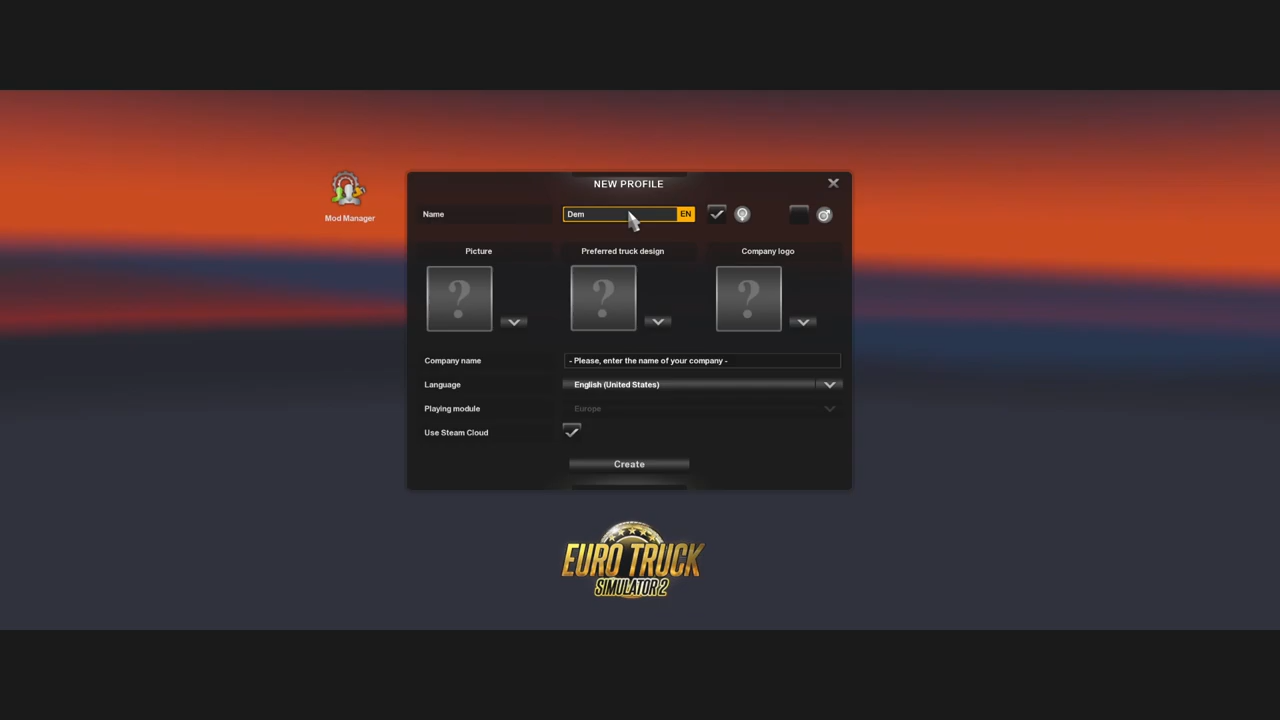 NEW PROFILE
Name
Dem
EN
Mod Manager
Picture
Preferred truck design
Company logo
?
?
?
Company name
- Please, enter the name of your company -
Language
English (United States)
Playing module
Europe
Use Steam Cloud
Create
EURO TRUCK
SIMULATOR 2